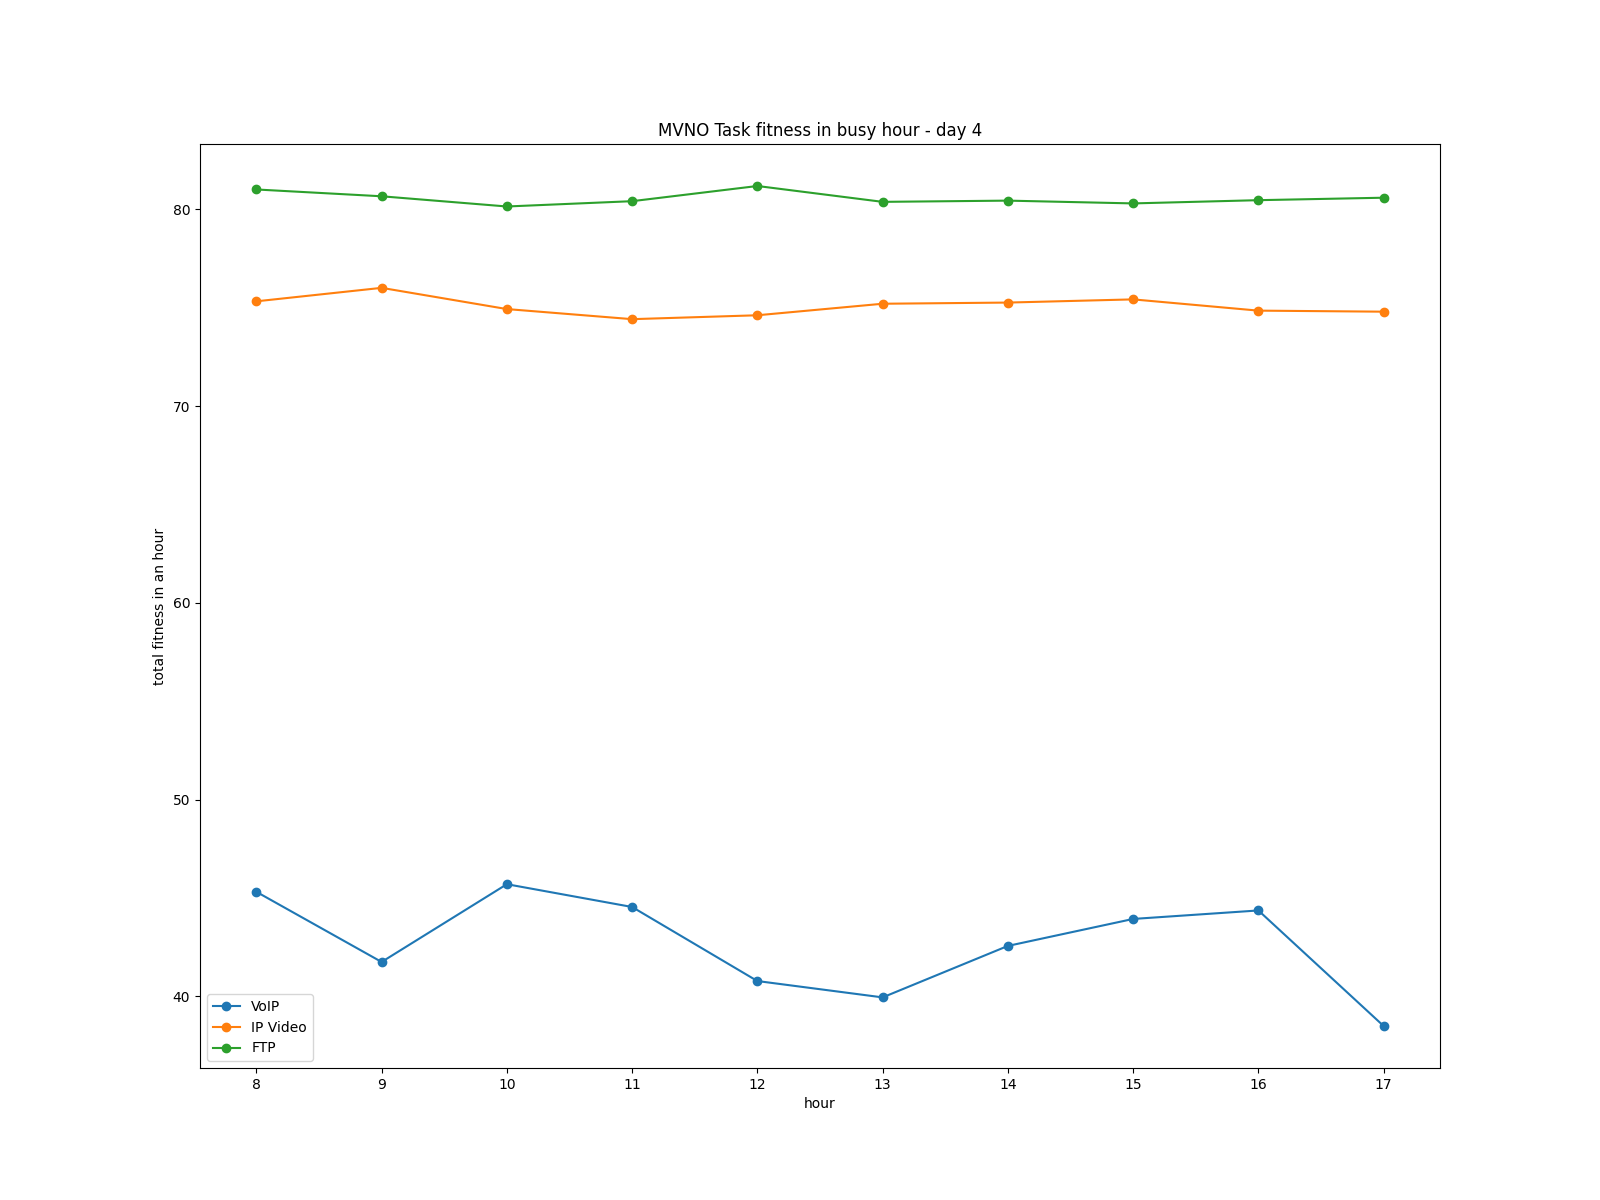 MVNO Task fitness in busy hour - day 4
total fitness in an hour
80
70
60
50
40
VoIP
IP Video
FTP
8 9 10 11 12 13 14 15 16 17
hour